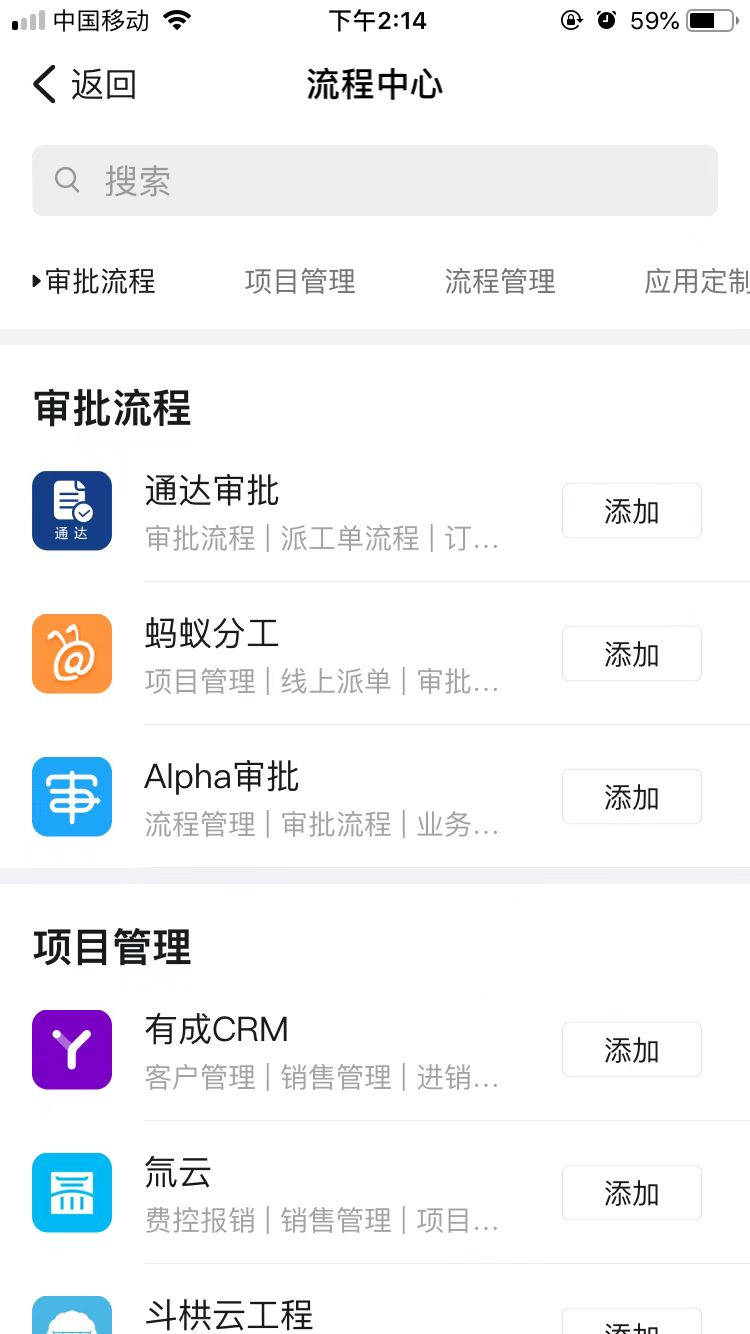 中国移动 下午2:14 59%
返回 流程中心
搜索
审批流程 项目管理 流程管理 应用定制
审批流程
通达
通达审批
审批流程 | 派工单流程 | 订...
添加
蚂蚁分工
项目管理 | 线上派单 | 审批...
添加
Alpha审批
流程管理 | 审批流程 | 业务...
添加
项目管理
有成CRM
客户管理 | 销售管理 | 进销...
添加
氚云
费控报销 | 销售管理 | 项目...
添加
斗栱云工程
添加